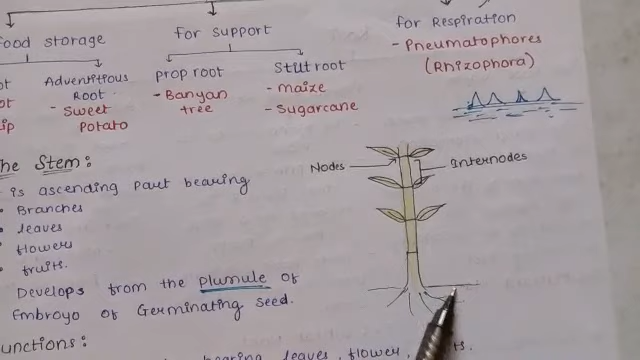 food storage
for support
for Respiration
- Pneumatophores
(Rhizophora)
Adventitious
Root
- Sweet
Potato
prop root
- Banyan
tree
Stilt root
- maize
- Sugarcane
The Stem:
is ascending part bearing
• Branches
• leaves
• flowers
• fruits.
Develops from the plumule of
Embroyo of Germinating Seed.
Nodes
Internodes
unctions:
bearing leaves, flower,